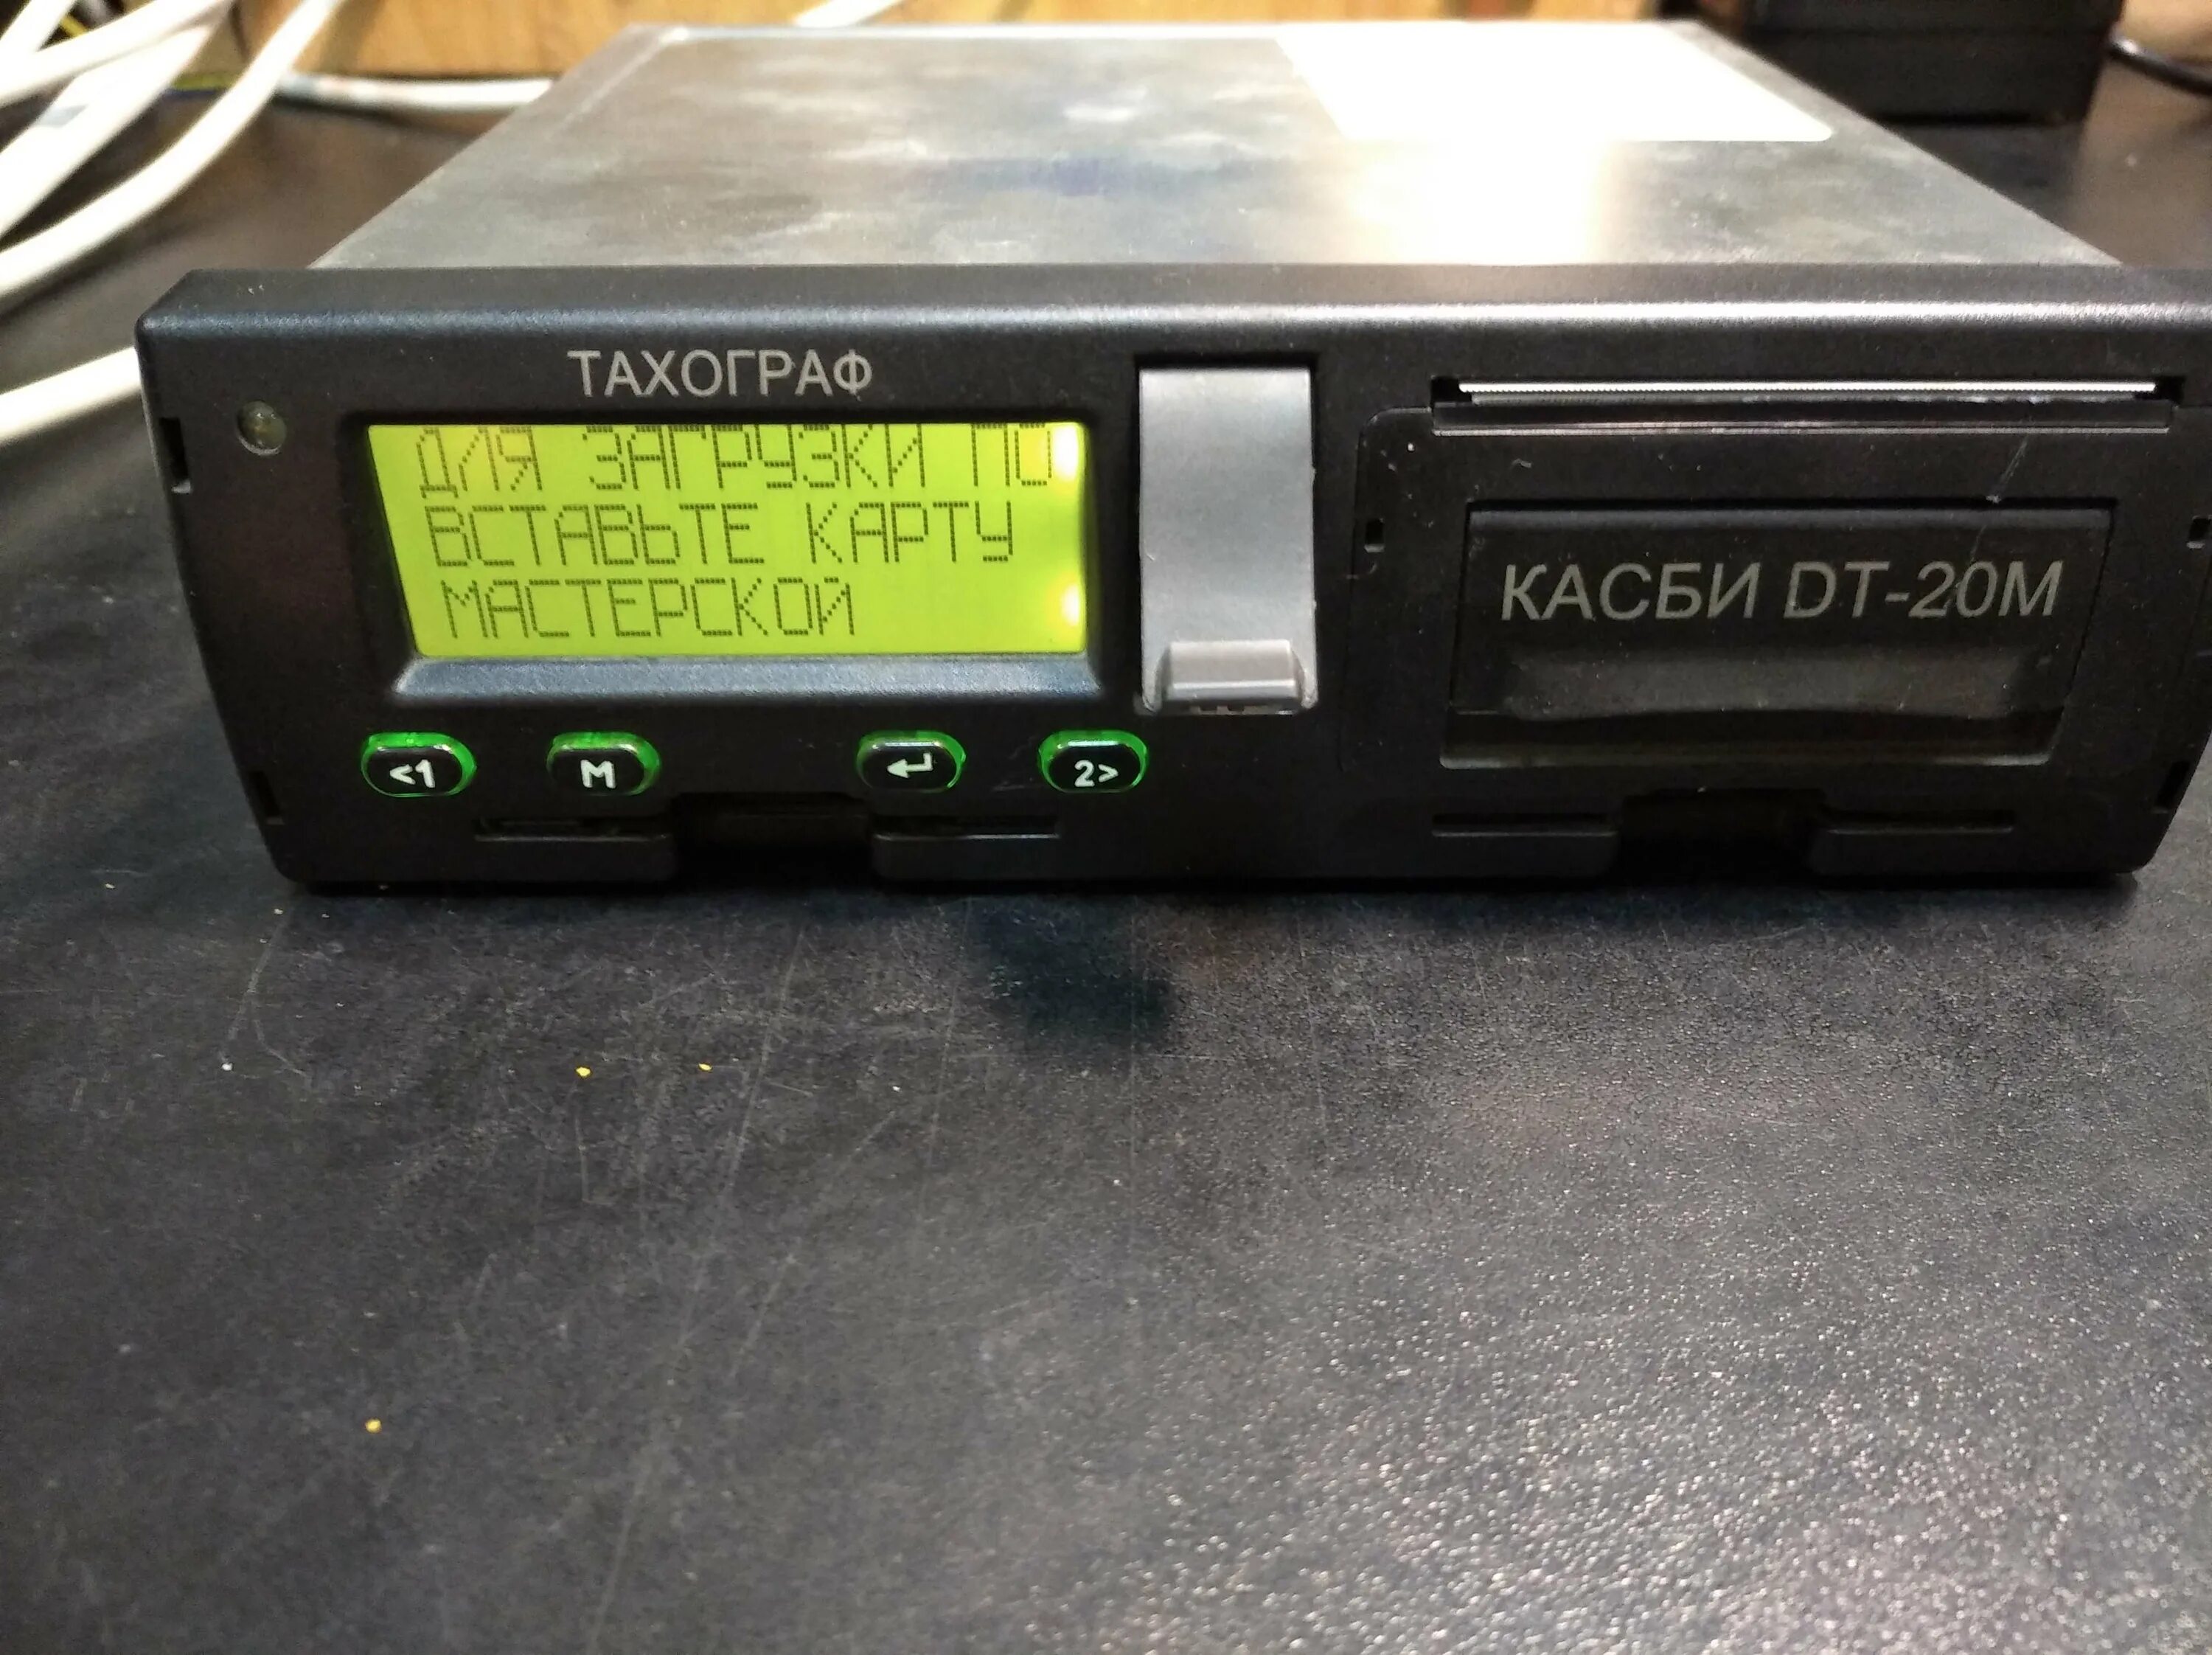 ТАХОГРАФ
ДЛЯ ЗАГРУЗКИ ПО
ВСТАВЬТЕ КАРТУ
МАСТЕРСКОЙ
КАСБИ DT-20M
<1
M
2>